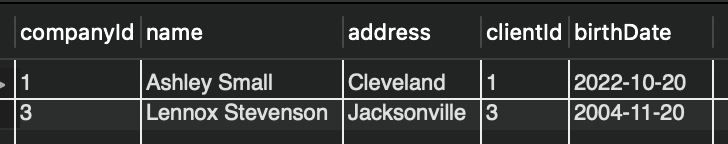 companyId name address clientId birthDate
1 Ashley Small Cleveland 1 2022-10-20
3 Lennox Stevenson Jacksonville 3 2004-11-20